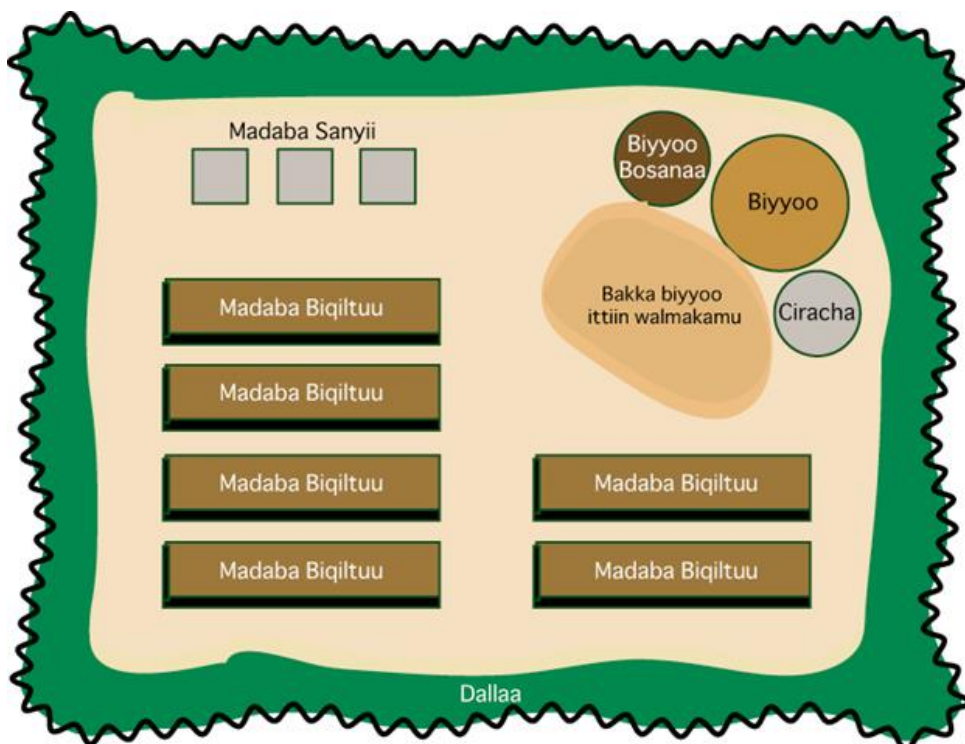 Madaba Sanyii
Biyyoo
Bosanaa
Biyyoo
Bakka biyyoo
ittiin walmakamu
Ciracha
Madaba Biqiltuu
Madaba Biqiltuu
Madaba Biqiltuu
Madaba Biqiltuu
Madaba Biqiltuu
Madaba Biqiltuu
Dallaa